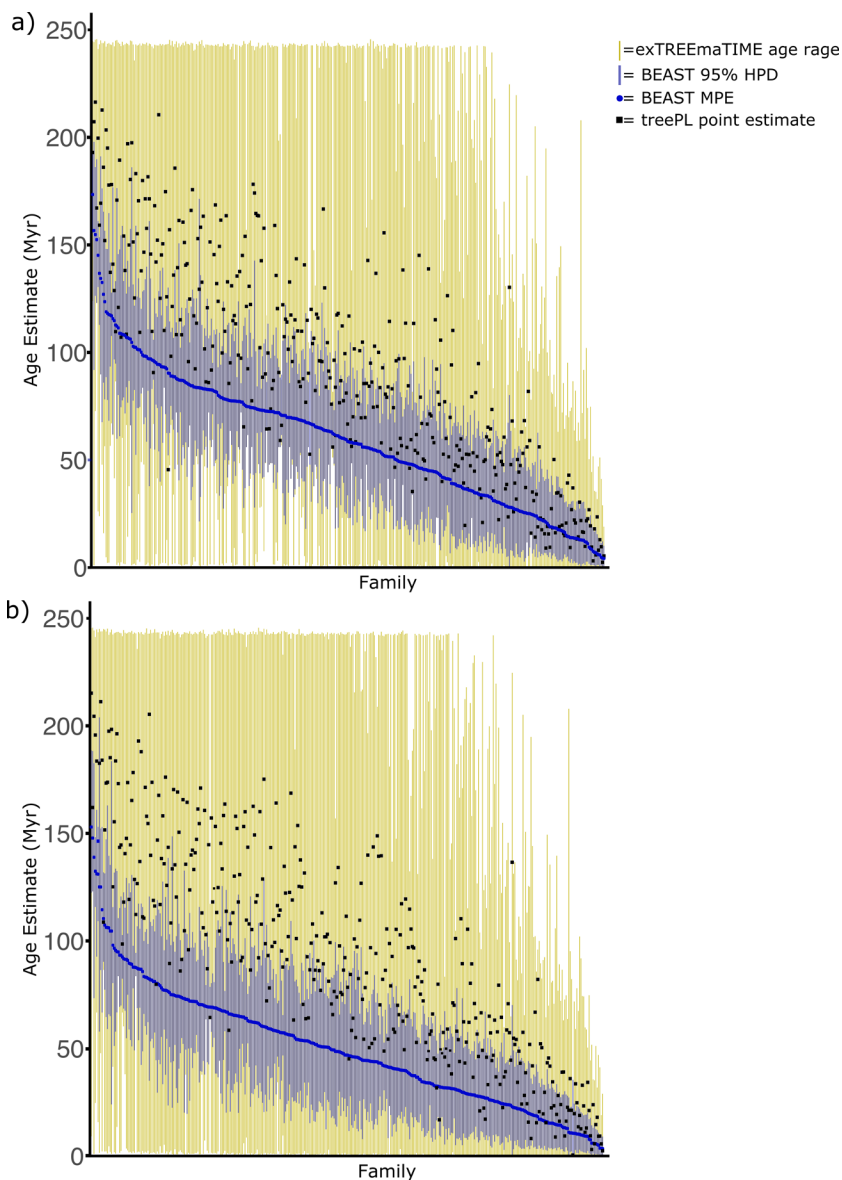 a)
250
200
150
100
50
0
Age Estimate (Myr)
Family
=exTREEmaTIME age rage
= BEAST 95% HPD
= BEAST MPE
= treePL point estimate
b)
250
200
150
100
50
0
Age Estimate (Myr)
Family